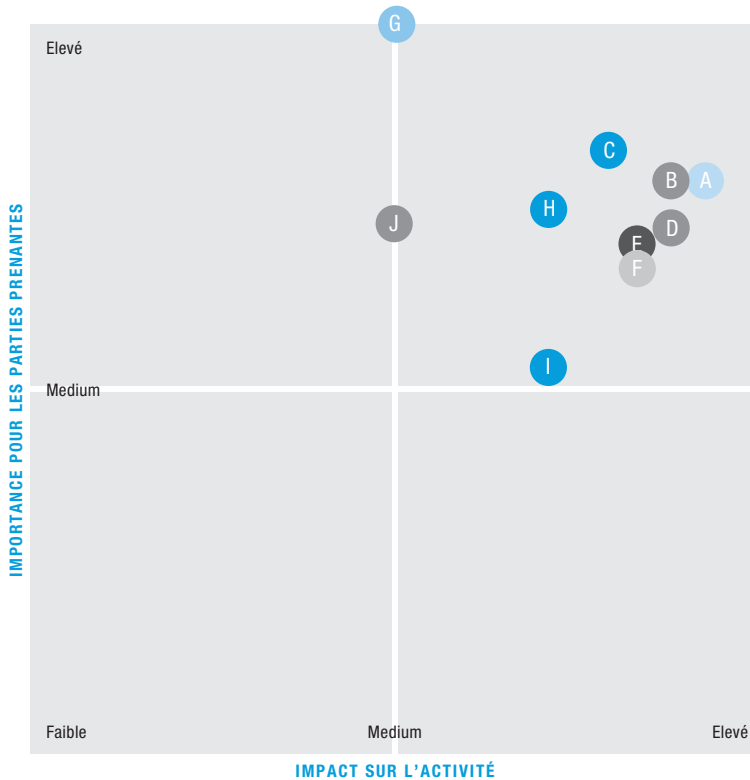 G
Elevé
C
B
A
H
J
D
E
F
I
Medium
IMPORTANCE POUR LES PARTIES PRENANTES
Faible
Medium
Elevé
IMPACT SUR L'ACTIVITÉ